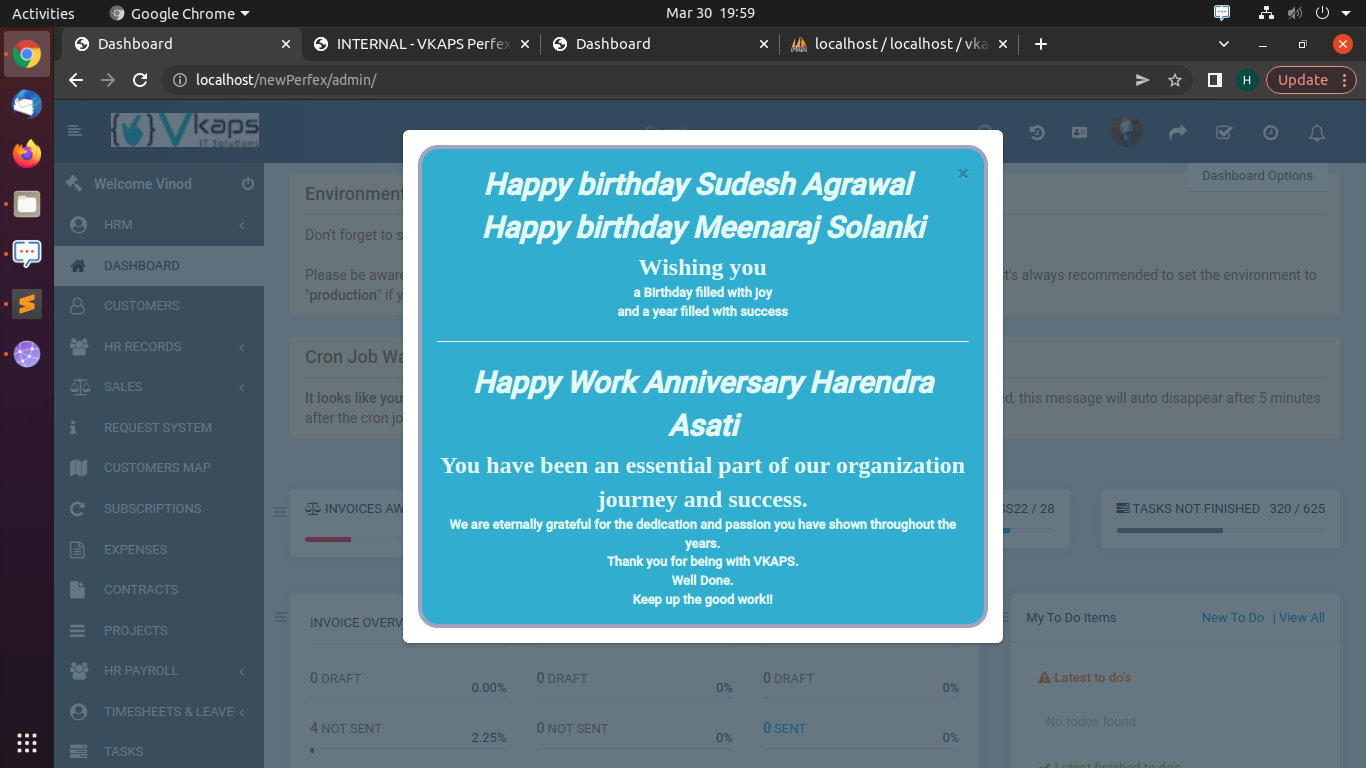 Activities Google Chrome Mar 30 19:59
Dashboard INTERNAL - VKAPS Perfex Dashboard localhost / localhost / vka
localhost/newPerfex/admin/ H Update
{ } Vkaps
IT Solutions
Welcome Vinod
HRM
DASHBOARD
CUSTOMERS
HR RECORDS
SALES
REQUEST SYSTEM
CUSTOMERS MAP
SUBSCRIPTIONS
EXPENSES
CONTRACTS
PROJECTS
HR PAYROLL
TIMESHEETS & LEAVE
TASKS
Dashboard Options
Environment
Don't forget to s
Please be aware t's always recommended to set the environment to
"production" if y
Cron Job Wa
It looks like you ed, this message will auto disappear after 5 minutes
after the cron jo
×
Happy birthday Sudesh Agrawal
Happy birthday Meenaraj Solanki
Wishing you
a Birthday filled with joy
and a year filled with success
Happy Work Anniversary Harendra
Asati
You have been an essential part of our organization
journey and success.
We are eternally grateful for the dedication and passion you have shown throughout the
years.
Thank you for being with VKAPS.
Well Done.
Keep up the good work!!
INVOICES AW SS 22 / 28 TASKS NOT FINISHED 320 / 625
INVOICE OVERV
0 DRAFT 0.00% 0 DRAFT 0% 0 DRAFT 0%
4 NOT SENT 2.25% 0 NOT SENT 0% 0 SENT 0%
My To Do Items New To Do | View All
Latest to do's
No todos found
Latest finished to do's